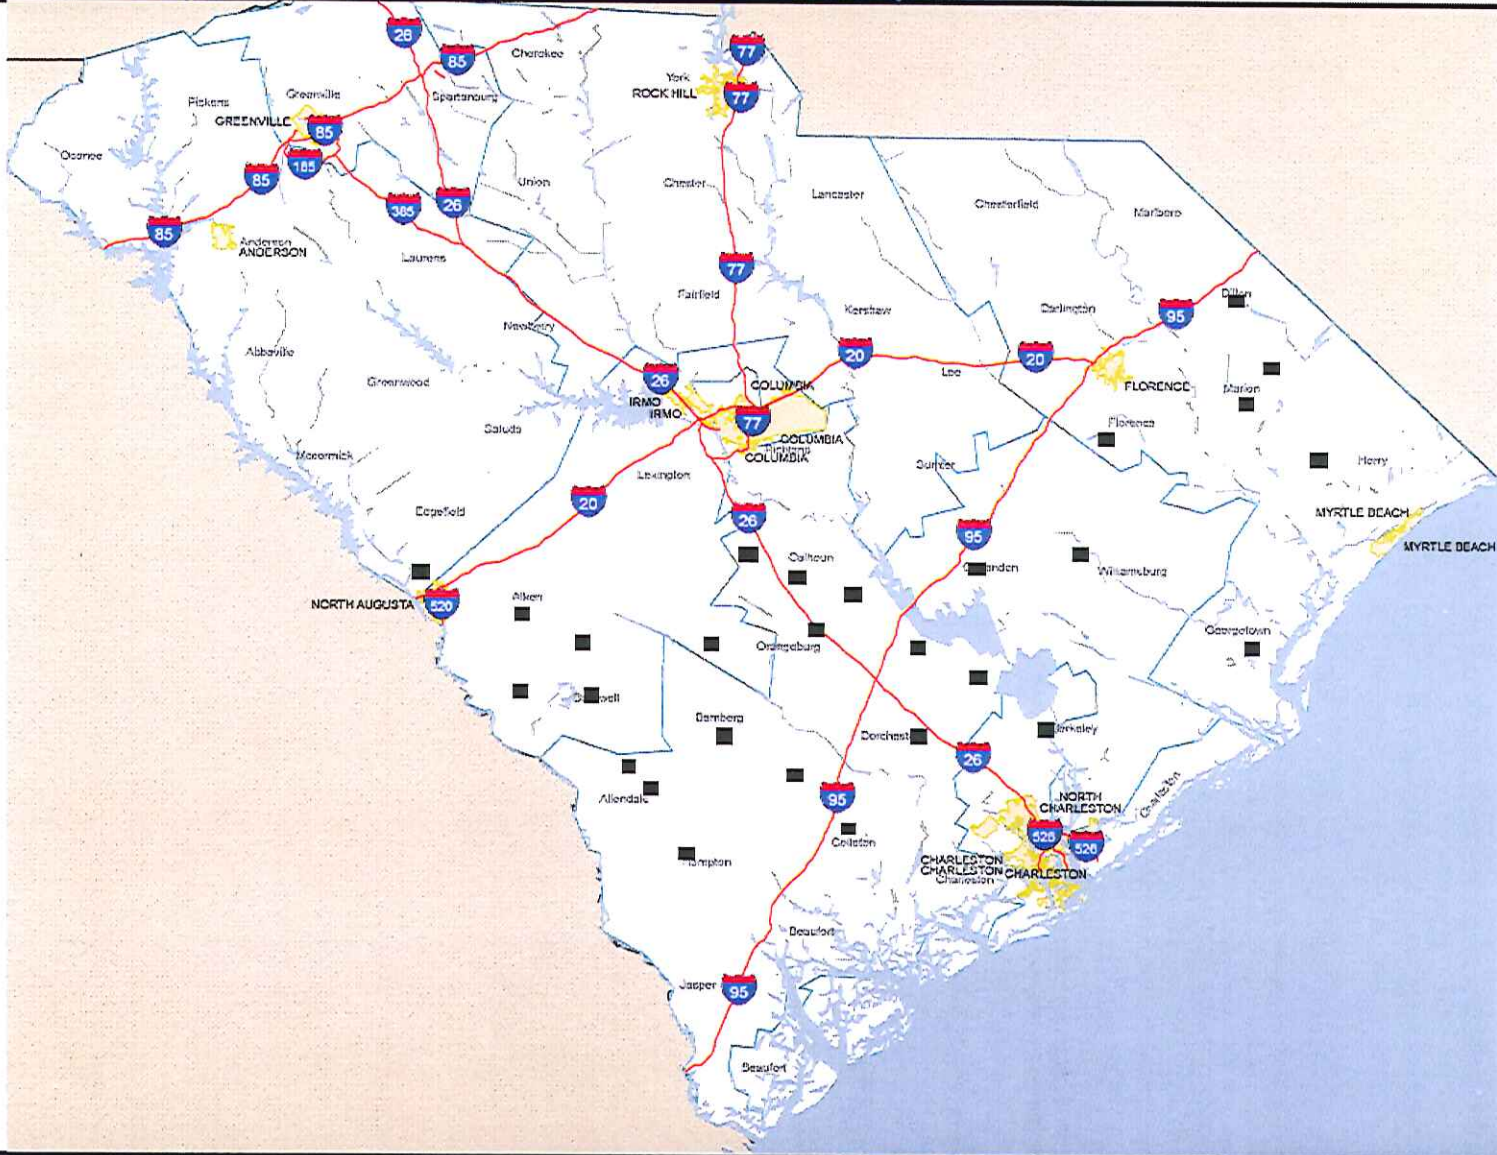 26
77
85
Cherokee
York
ROCK HILL
77
Pickens
Greenville
Spartanburg
GREENVILLE
85
Oconee
185
85
Union
Chester
Lancaster
Chesterfield
Marlboro
385
26
85
Anderson
ANDERSON
Laurens
77
Fairfield
Kershaw
Darlington
95
Dillon
Newberry
Abbeville
20
20
Lee
Greenwood
26
COLUMBIA
FLORENCE
Marion
IRMO
IRMO
77
Saluda
COLUMBIA
Richland
COLUMBIA
Florence
Mccormick
Lexington
Sumter
Horry
20
Edgefield
26
MYRTLE BEACH
95
MYRTLE BEACH
Calhoun
Williamsburg
NORTH AUGUSTA
520
Aiken
Orangeburg
Georgetown
Bamberg
Berkeley
26
Allendale
95
NORTH
CHARLESTON
Charleston
526
526
Colleton
CHARLESTON
CHARLESTON
CHARLESTON
Charleston
Beaufort
Jasper
95
Beaufort